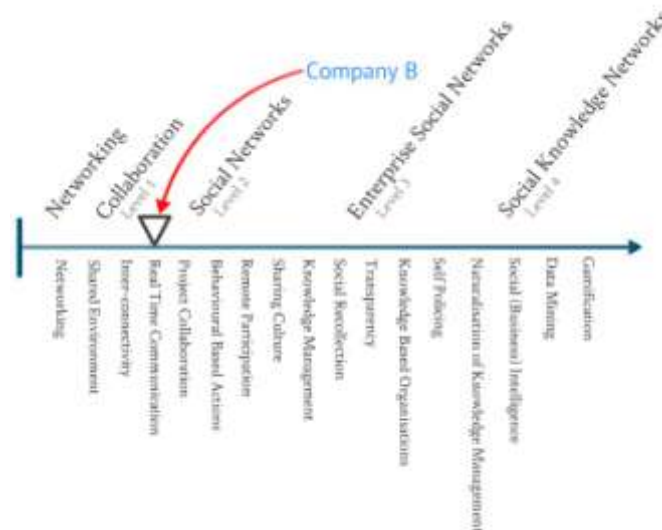 Company B
Networking
Collaboration
Level 1
Social Networks
Level 2
Enterprise Social Networks
Level 3
Social Knowledge Networks
Level 4
Networking
Shared Environment
Inter-connectivity
Real Time Communication
Project Collaboration
Behavioural Based Actions
Remote Participation
Sharing Culture
Knowledge Management
Social Recollection
Transparency
Knowledge Based Organisations
Self Policing
Naturalisation of Knowledge Management
Social (Business) Intelligence
Data Mining
Gamification